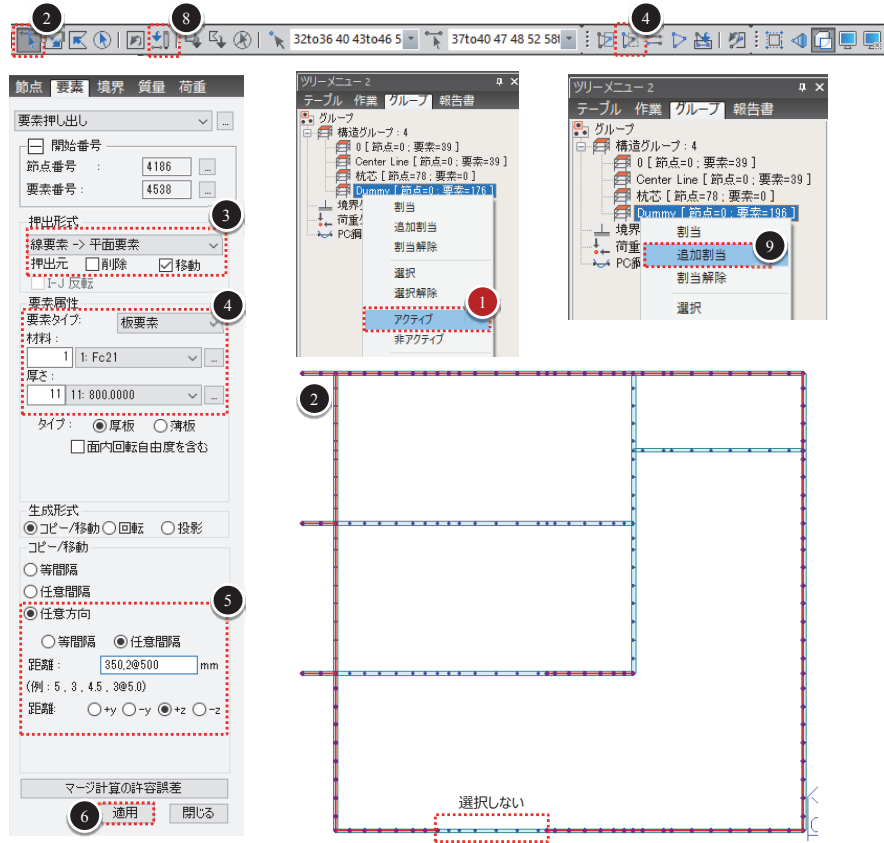 2
8
4
32to36 40 43to46 5
37to40 47 48 52 58t
節点 要素 境界 質量 荷重
要素押し出し
...
開始番号
節点番号 : 4186 ...
要素番号 : 4538 ...
3
押出形式
線要素 -> 平面要素
押出元 削除 移動
I-J 反転
4
要素属性
要素タイプ: 板要素
材料 :
1 1: Fc21 ...
厚さ :
11 11: 800.0000 ...
タイプ : 厚板 薄板
面内回転自由度を含む
生成形式
コピー/移動 回転 投影
コピー/移動
等間隔
任意間隔
5
任意方向
等間隔 任意間隔
距離 : 350,2@500 mm
(例 : 5 , 3 , 4.5 , 3@5.0)
距離: +y -y +z -z
マージ計算の許容誤差
6
適用 閉じる
ツリーメニュー 2
テーブル 作業 グループ 報告書
グループ
構造グループ : 4
0 [ 節点=0 ; 要素=39 ]
Center Line [ 節点=0 ; 要素=39 ]
杭芯 [ 節点=78 ; 要素=0 ]
Dummy [ 節点=0 ; 要素=176 ]
境界
荷重
PC鋼
割当
追加割当
割当解除
選択
選択解除
1
アクティブ
非アクティブ
ツリーメニュー 2
テーブル 作業 グループ 報告書
グループ
構造グループ : 4
0 [ 節点=0 ; 要素=39 ]
Center Line [ 節点=0 ; 要素=39 ]
杭芯 [ 節点=78 ; 要素=0 ]
Dummy [ 節点=0 ; 要素=196 ]
境界
荷重
PC鋼
割当
追加割当
9
割当解除
選択
2
選択しない